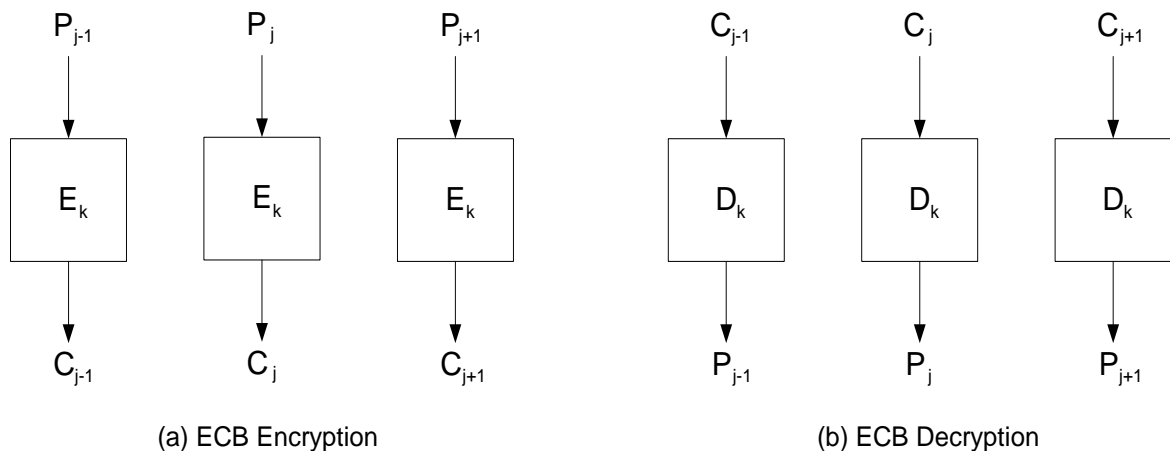 P_{j-1} P_j P_{j+1}
E_k E_k E_k
C_{j-1} C_j C_{j+1}
(a) ECB Encryption
C_{j-1} C_j C_{j+1}
D_k D_k D_k
P_{j-1} P_j P_{j+1}
(b) ECB Decryption